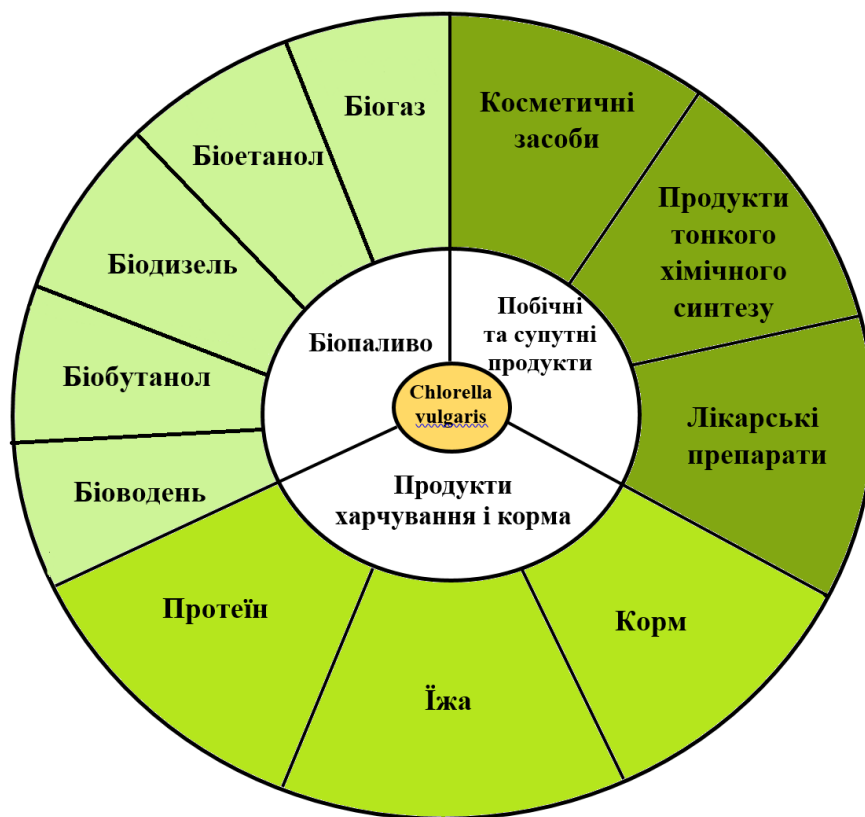 Біогаз
Біоетанол
Біодизель
Біобутанол
Біоводень
Косметичні
засоби
Продукти
тонкого
хімічного
синтезу
Лікарські
препарати
Біопаливо
Побічні
та супутні
продукти
Chlorella
vulgaris
Продукти
харчування і корма
Протеїн
Їжа
Корм